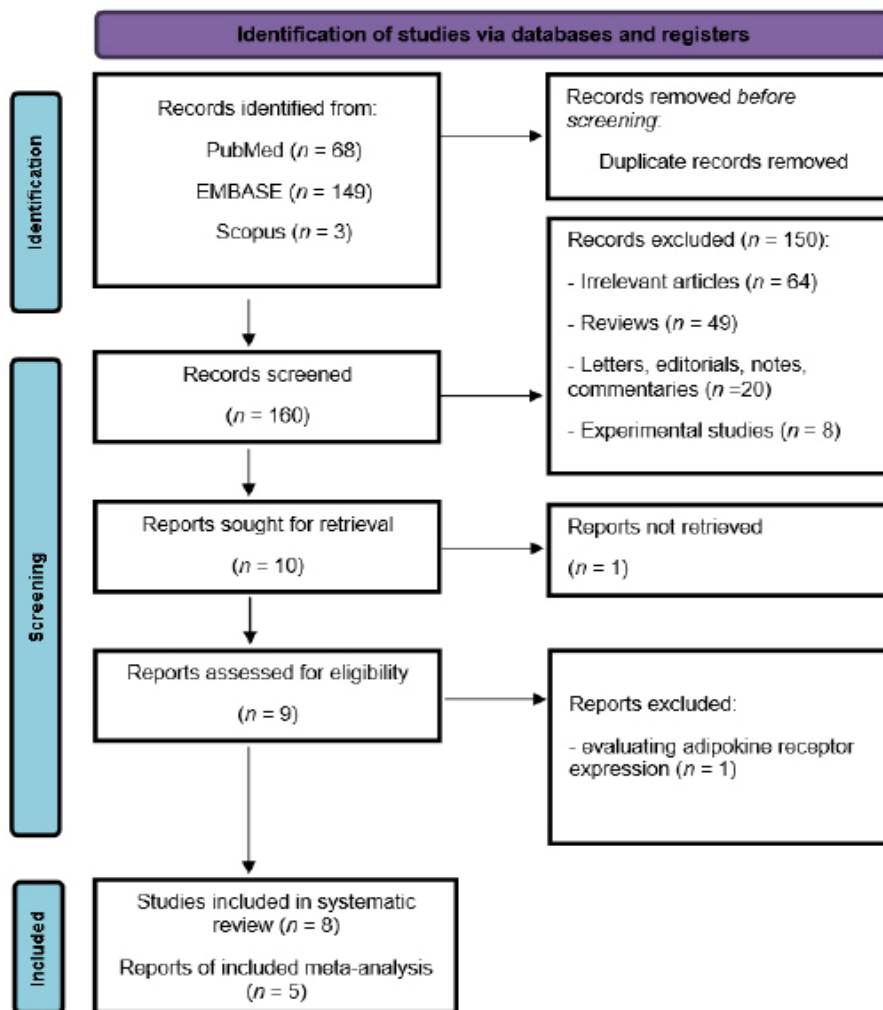 Identification of studies via databases and registers
Identification
Records identified from:
PubMed (n = 68)
EMBASE (n = 149)
Scopus (n = 3)
Records removed before
screening:
Duplicate records removed
Records excluded (n = 150):
- Irrelevant articles (n = 64)
- Reviews (n = 49)
- Letters, editorials, notes,
commentaries (n =20)
- Experimental studies (n = 8)
Screening
Records screened
(n = 160)
Reports sought for retrieval
(n = 10)
Reports not retrieved
(n = 1)
Reports assessed for eligibility
(n = 9)
Reports excluded:
- evaluating adipokine receptor
expression (n = 1)
Included
Studies included in systematic
review (n = 8)
Reports of included meta-analysis
(n = 5)